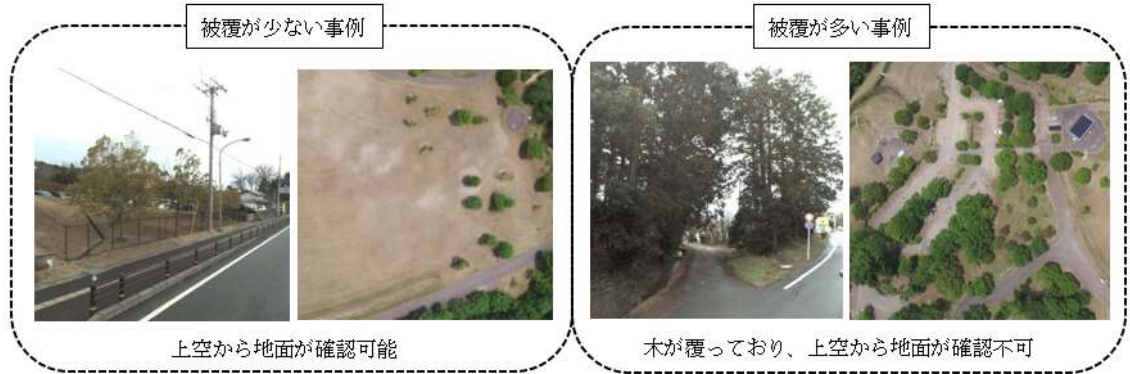 被覆が少ない事例
被覆が多い事例
上空から地面が確認可能
木が覆っており、上空から地面が確認不可